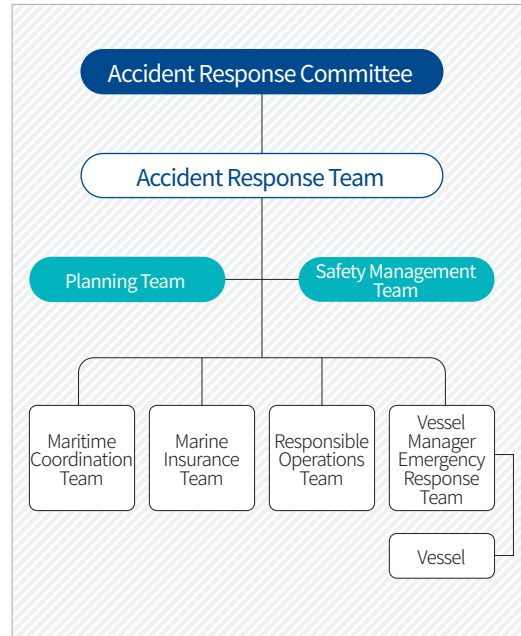 Accident Response Committee
Accident Response Team
Planning Team
Safety Management
Team
Maritime
Coordination
Team
Marine
Insurance
Team
Responsible
Operations
Team
Vessel
Manager
Emergency
Response
Team
Vessel